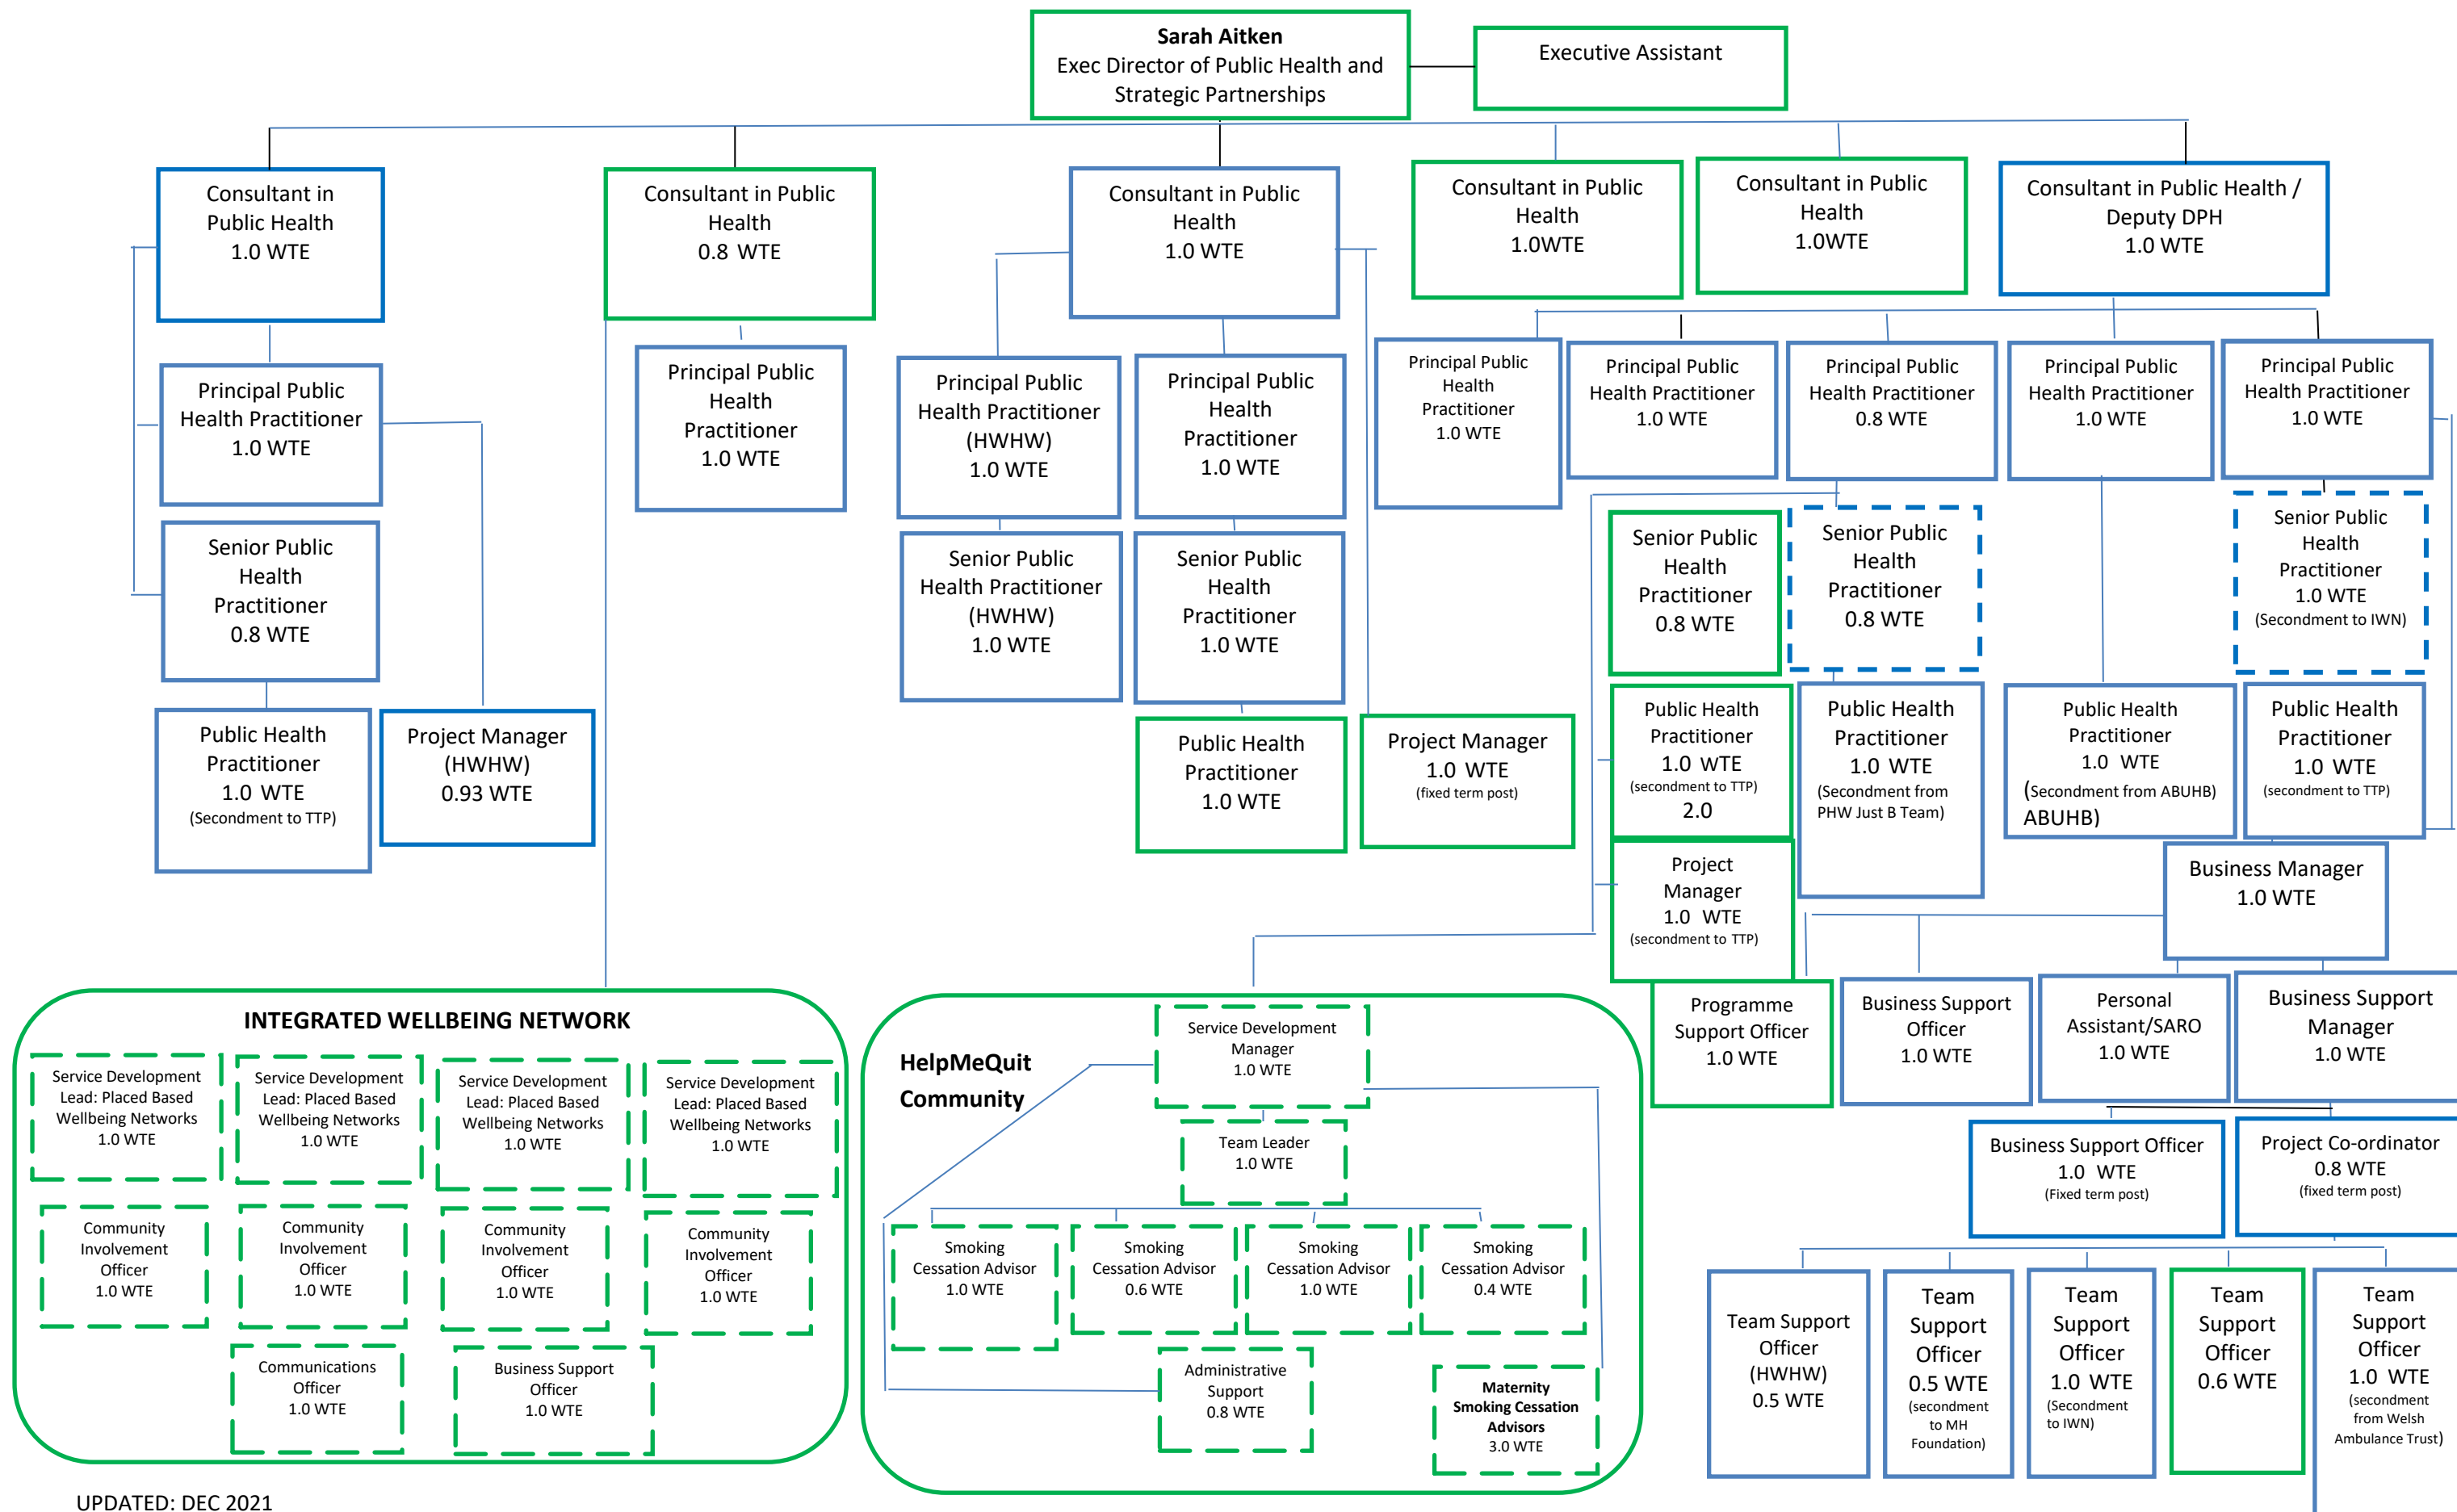 Sarah Aitken
Exec Director of Public Health and
Strategic Partnerships
Executive Assistant
Consultant in
Public Health
1.0 WTE
Consultant in Public
Health
0.8 WTE
Consultant in Public
Health
1.0 WTE
Consultant in Public
Health
1.0WTE
Consultant in Public
Health
1.0WTE
Consultant in Public Health /
Deputy DPH
1.0 WTE
Principal Public
Health Practitioner
1.0 WTE
Principal Public
Health
Practitioner
1.0 WTE
Principal Public
Health Practitioner
(HWHW)
1.0 WTE
Principal Public
Health
Practitioner
1.0 WTE
Principal Public
Health
Practitioner
1.0 WTE
Principal Public
Health Practitioner
1.0 WTE
Principal Public
Health Practitioner
0.8 WTE
Principal Public
Health Practitioner
1.0 WTE
Principal Public
Health Practitioner
1.0 WTE
Senior Public
Health
Practitioner
0.8 WTE
Senior Public
Health Practitioner
(HWHW)
1.0 WTE
Senior Public
Health
Practitioner
1.0 WTE
Senior Public
Health
Practitioner
0.8 WTE
Senior Public
Health
Practitioner
0.8 WTE
Senior Public
Health
Practitioner
1.0 WTE
(Secondment to IWN)
Public Health
Practitioner
1.0 WTE
(Secondment to TTP)
Project Manager
(HWHW)
0.93 WTE
Public Health
Practitioner
1.0 WTE
Project Manager
1.0 WTE
(fixed term post)
Public Health
Practitioner
1.0 WTE
(secondment to TTP)
2.0
Public Health
Practitioner
1.0 WTE
(Secondment from
PHW Just B Team)
Public Health
Practitioner
1.0 WTE
(Secondment from ABUHB)
ABUHB)
Public Health
Practitioner
1.0 WTE
(secondment to TTP)
Project
Manager
1.0 WTE
(secondment to TTP)
Business Manager
1.0 WTE
Programme
Support Officer
1.0 WTE
Business Support
Officer
1.0 WTE
Personal
Assistant/SARO
1.0 WTE
Business Support
Manager
1.0 WTE
Business Support Officer
1.0 WTE
(Fixed term post)
Project Co-ordinator
0.8 WTE
(fixed term post)
Team Support
Officer
(HWHW)
0.5 WTE
Team
Support
Officer
0.5 WTE
(secondment
to MH
Foundation)
Team
Support
Officer
1.0 WTE
(Secondment
to IWN)
Team
Support
Officer
0.6 WTE
Team
Support
Officer
1.0 WTE
(secondment
from Welsh
Ambulance Trust)
INTEGRATED WELLBEING NETWORK
Service Development
Lead: Placed Based
Wellbeing Networks
1.0 WTE
Service Development
Lead: Placed Based
Wellbeing Networks
1.0 WTE
Service Development
Lead: Placed Based
Wellbeing Networks
1.0 WTE
Service Development
Lead: Placed Based
Wellbeing Networks
1.0 WTE
Community
Involvement
Officer
1.0 WTE
Community
Involvement
Officer
1.0 WTE
Community
Involvement
Officer
1.0 WTE
Community
Involvement
Officer
1.0 WTE
Communications
Officer
1.0 WTE
Business Support
Officer
1.0 WTE
HelpMeQuit
Community
Service Development
Manager
1.0 WTE
Team Leader
1.0 WTE
Smoking
Cessation Advisor
1.0 WTE
Smoking
Cessation Advisor
0.6 WTE
Smoking
Cessation Advisor
1.0 WTE
Smoking
Cessation Advisor
0.4 WTE
Administrative
Support
0.8 WTE
Maternity
Smoking Cessation
Advisors
3.0 WTE
UPDATED: DEC 2021